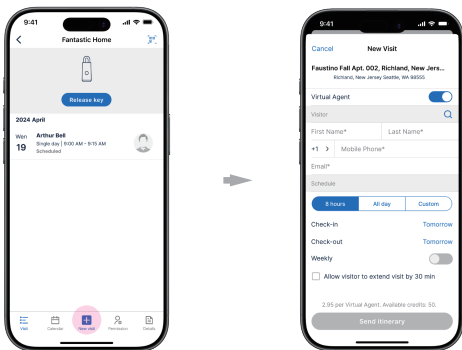 9:41
Fantastic Home
Release key
2024 April
Wen
19
Arthur Bell
Single day | 9:00 AM - 9:15 AM
Scheduled
Visit
Calendar
New visit
Permission
Details
9:41
Cancel
New Visit
Faustino Fall Apt. 002, Richland, New Jers...
Richland, New Jersey Seattle, WA 98555
Virtual Agent
Visitor
First Name*
Last Name*
+1 > Mobile Phone*
Email*
Schedule
8 hours
All day
Custom
Check-in
Tomorrow
Check-out
Tomorrow
Weekly
Allow visitor to extend visit by 30 min
2.95 per Virtual Agent. Available credits: 50.
Send itinerary